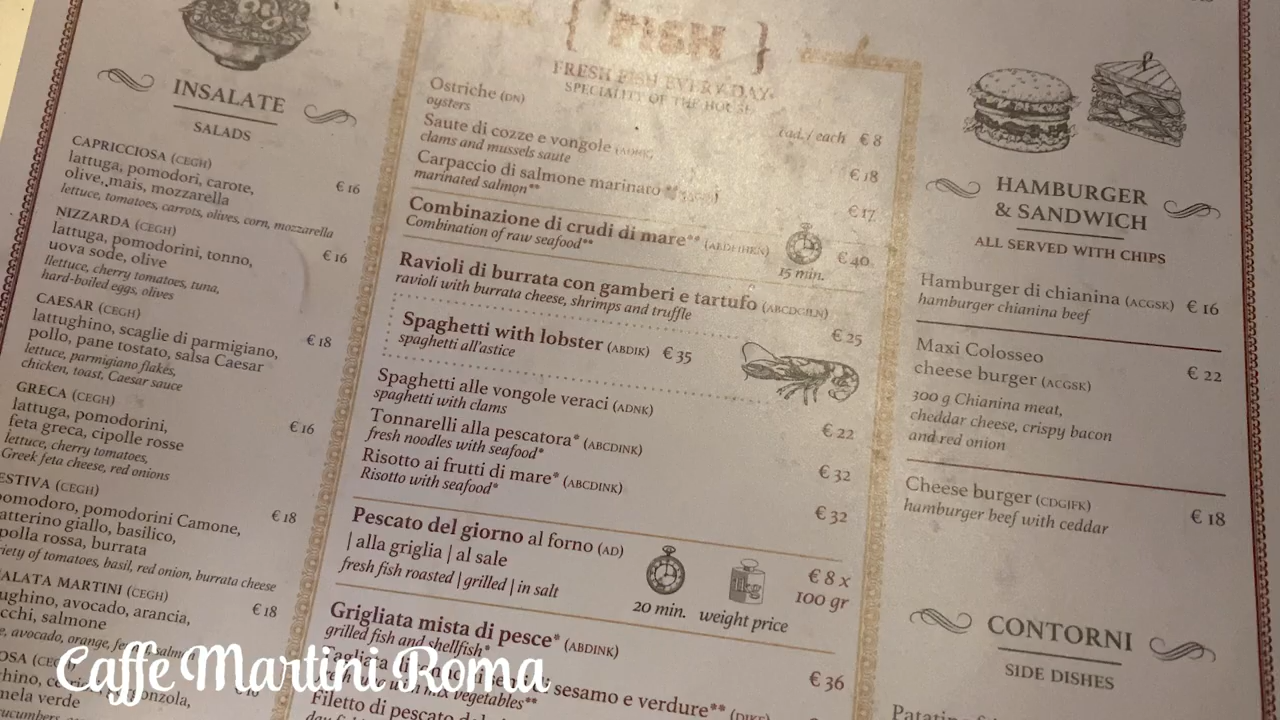 INSALATE
SALADS
CAPRICCIOSA (CEGH)
lattuga, pomodori, carote,
olive, mais, mozzarella
€ 16
lettuce, tomatoes, carrots, olives, corn, mozzarella
NIZZARDA (CEGH)
lattuga, pomodorini, tonno,
uova sode, olive
€ 16
llettuce, cherry tomatoes, tuna,
hard-boiled eggs, olives
CAESAR (CEGH)
lattughino, scaglie di parmigiano,
pollo, pane tostato, salsa Caesar
€ 18
lettuce, parmigiano flakes,
chicken, toast, Caesar sauce
GRECA (CEGH)
lattuga, pomodorini,
feta greca, cipolle rosse
€ 16
lettuce, cherry tomatoes,
Greek feta cheese, red onions
ESTIVA (CEGH)
pomodoro, pomodorini Camone,
datterino giallo, basilico,
cipolla rossa, burrata
€ 18
variety of tomatoes, basil, red onion, burrata cheese
INSALATA MARTINI (CEGH)
lattughino, avocado, arancia,
salmone
€ 18
avocado, orange,
mela verde
{ FISH }
FRESH FISH EVERY DAY
SPECIALITY OF THE HOUSE
Ostriche (DN)
oysters
cad. / each € 8
Saute di cozze e vongole
clams and mussels saute
€ 18
Carpaccio di salmone marinato **
marinated salmon**
€ 17
Combinazione di crudi di mare**
Combination of raw seafood**
15 min.
€ 40
Ravioli di burrata con gamberi e tartufo
ravioli with burrata cheese, shrimps and truffle
€ 25
Spaghetti with lobster (ABDIK) € 35
spaghetti all'astice
Spaghetti alle vongole veraci (ADNK)
spaghetti with clams
€ 22
Tonnarelli alla pescatora* (ABCDINK)
fresh noodles with seafood*
€ 32
Risotto ai frutti di mare* (ABCDINK)
Risotto with seafood*
€ 32
Pescato del giorno al forno (AD)
| alla griglia | al sale
fresh fish roasted | grilled | in salt
20 min.
1kg
weight price
€ 8 x
100 gr
Grigliata mista di pesce* (ABDINK)
grilled fish and shellfish*
€ 36
sesamo e verdure**
vegetables**
Filetto di pescato
HAMBURGER
& SANDWICH
ALL SERVED WITH CHIPS
Hamburger di chianina (ACGSK) € 16
hamburger chianina beef
Maxi Colosseo
cheese burger (ACGSK)
€ 22
300 g Chianina meat,
cheddar cheese, crispy bacon
and red onion
Cheese burger (CDGIFK)
hamburger beef with ceddar
€ 18
CONTORNI
SIDE DISHES
Caffe Martini Roma